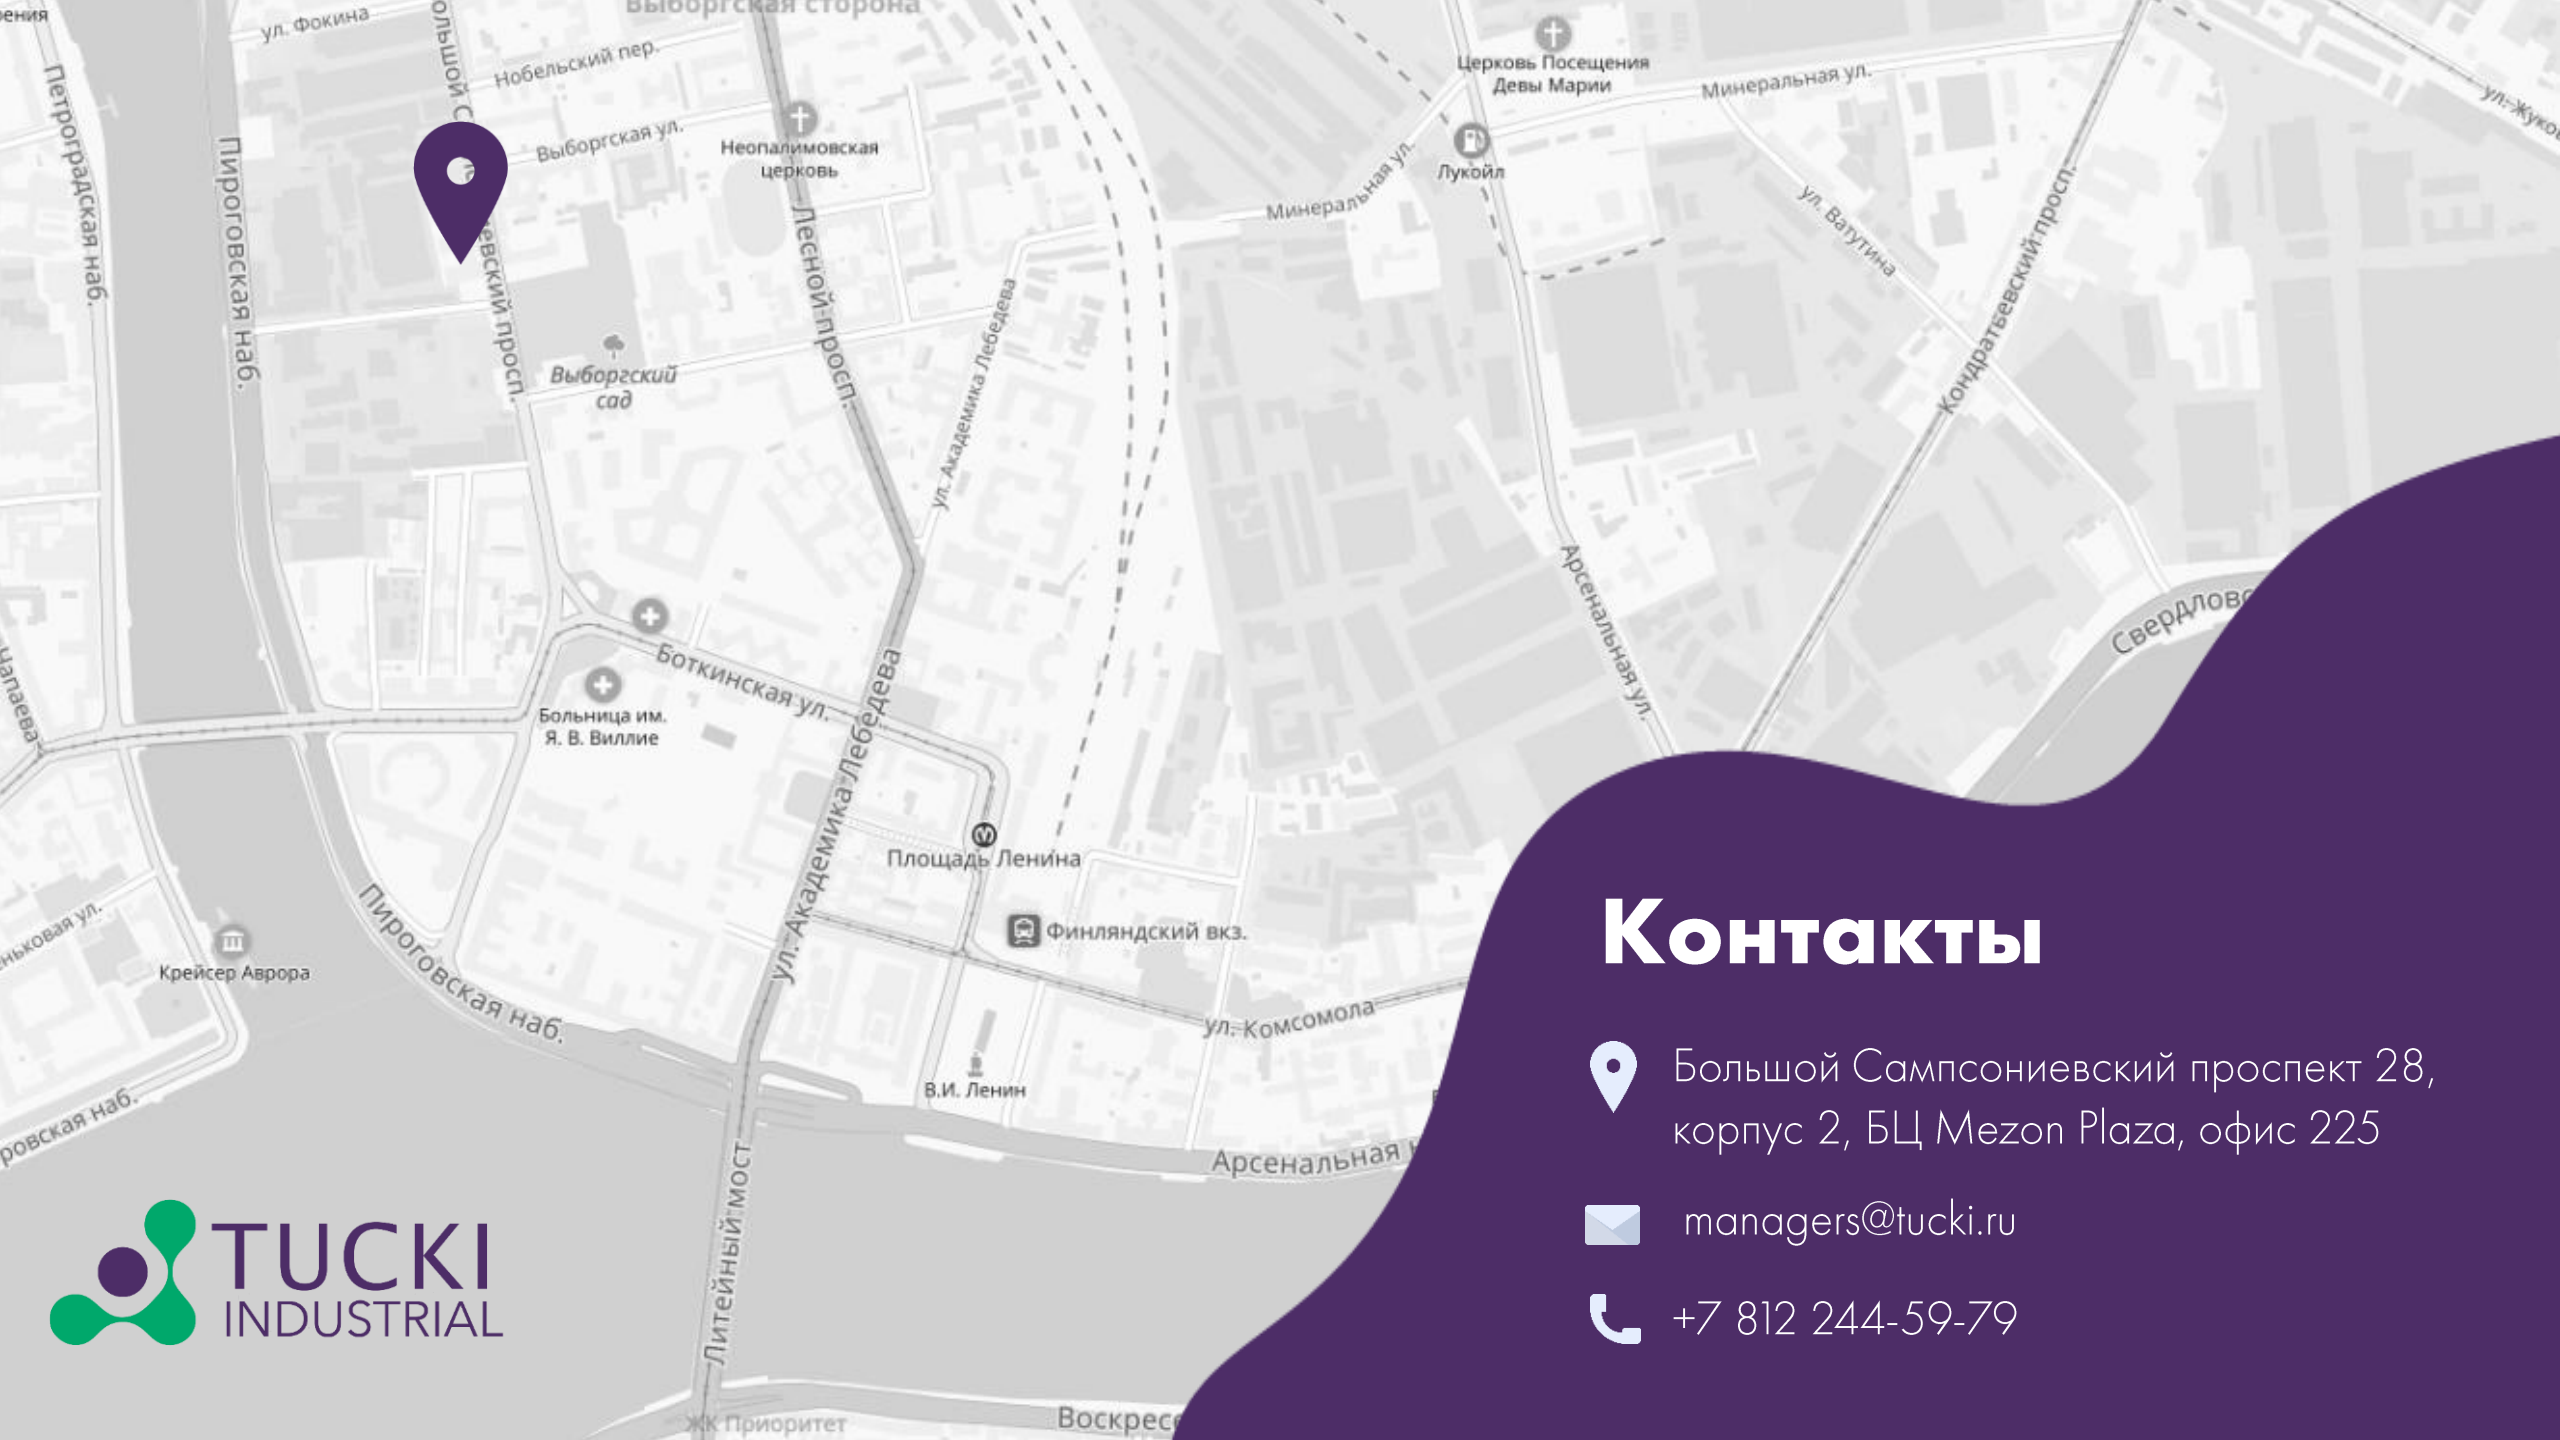 Выборгская сторона
ул. Фокина
Нобельский пер.
Выборгская ул.
Неопалимовская
церковь
Церковь Посещения
Девы Марии
Минеральная ул.
Лукойл
Минеральная ул.
ул. Ватутина
Кондратьевский просп.
Петроградская наб.
Пироговская наб.
просп.
Лесной просп.
Выборгский
сад
ул. Академика Лебедева
Арсенальная ул.
Боткинская ул.
Больница им.
Я. В. Виллие
ул. Академика Лебедева
Площадь Ленина
Финляндский вкз.
Пироговская наб.
Крейсер Аврора
ул. Комсомола
В.И. Ленин
Арсенальная
Литейный мост
ЖК Приоритет
TUCKI
INDUSTRIAL
Контакты
Большой Сампсониевский проспект 28,
корпус 2, БЦ Mezon Plaza, офис 225
managers@tucki.ru
+7 812 244-59-79